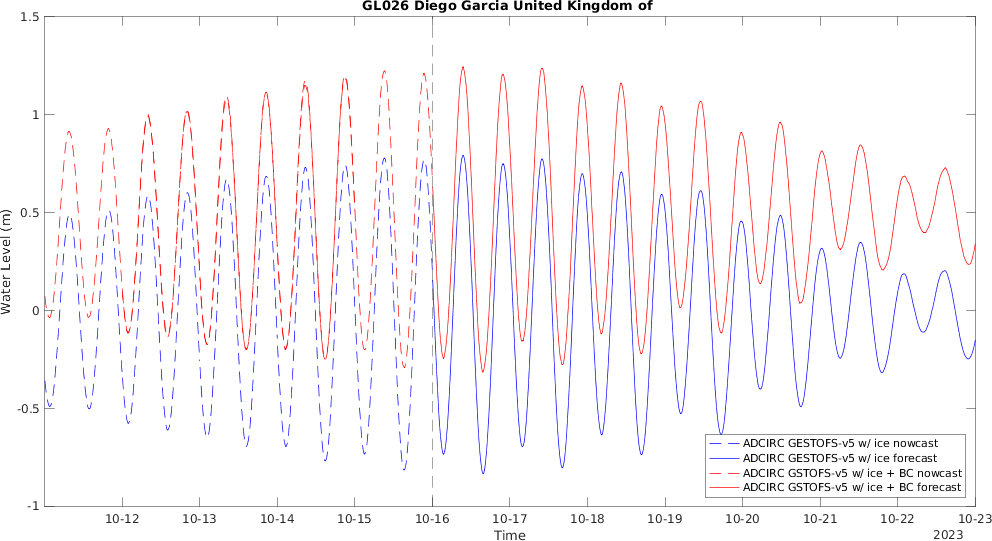 GL026 Diego Garcia United Kingdom of
1.5
1
0.5
0
-0.5
-1
Water Level (m)
10-12
10-13
10-14
10-15
10-16
10-17
10-18
10-19
10-20
10-21
10-22
10-23
Time
2023
ADCIRC GESTOFS-v5 w/ ice nowcast
ADCIRC GESTOFS-v5 w/ ice forecast
ADCIRC GSTOFS-v5 w/ ice + BC nowcast
ADCIRC GSTOFS-v5 w/ ice + BC forecast